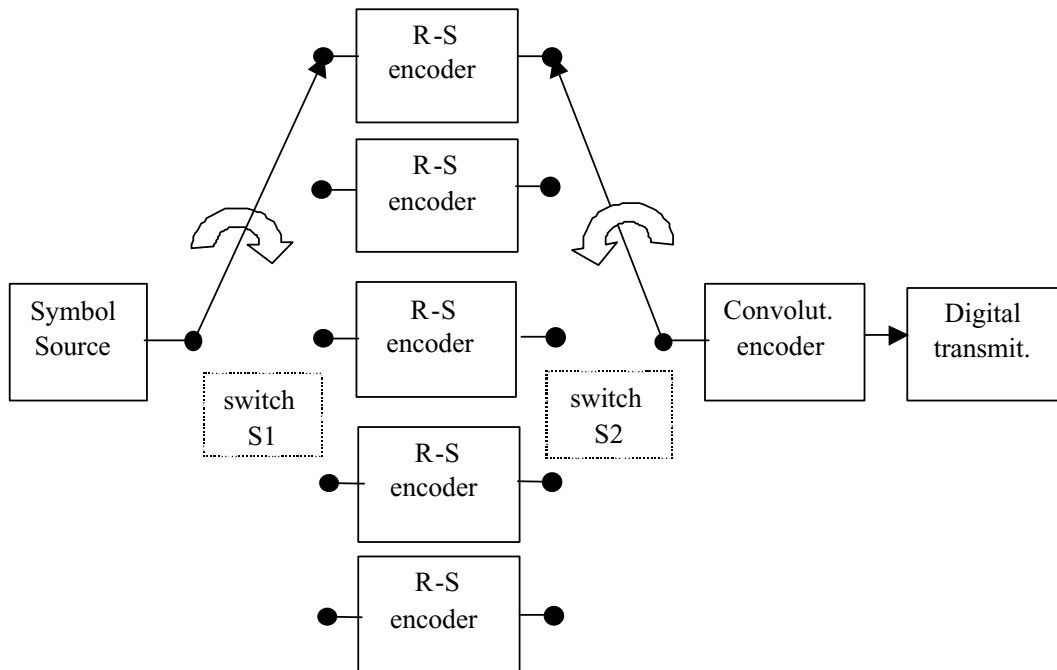 R-S
encoder
R-S
encoder
Symbol
Source
R-S
encoder
Convolut.
encoder
Digital
transmit.
switch
S1
switch
S2
R-S
encoder
R-S
encoder